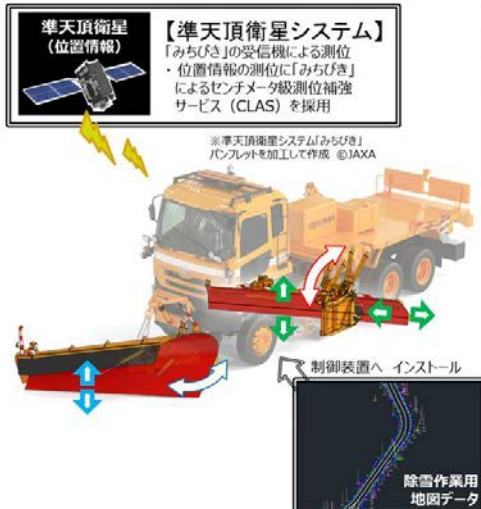 準天頂衛星
(位置情報)
【準天頂衛星システム】
「みちびき」の受信機による測位
・位置情報の測位に「みちびき」
によるセンチメータ級測位補強
サービス（CLAS）を採用
※準天頂衛星システム「みちびき」
パンフレットを加工して作成 ©JAXA
制御装置へ インストール
除雪作業用
地図データ